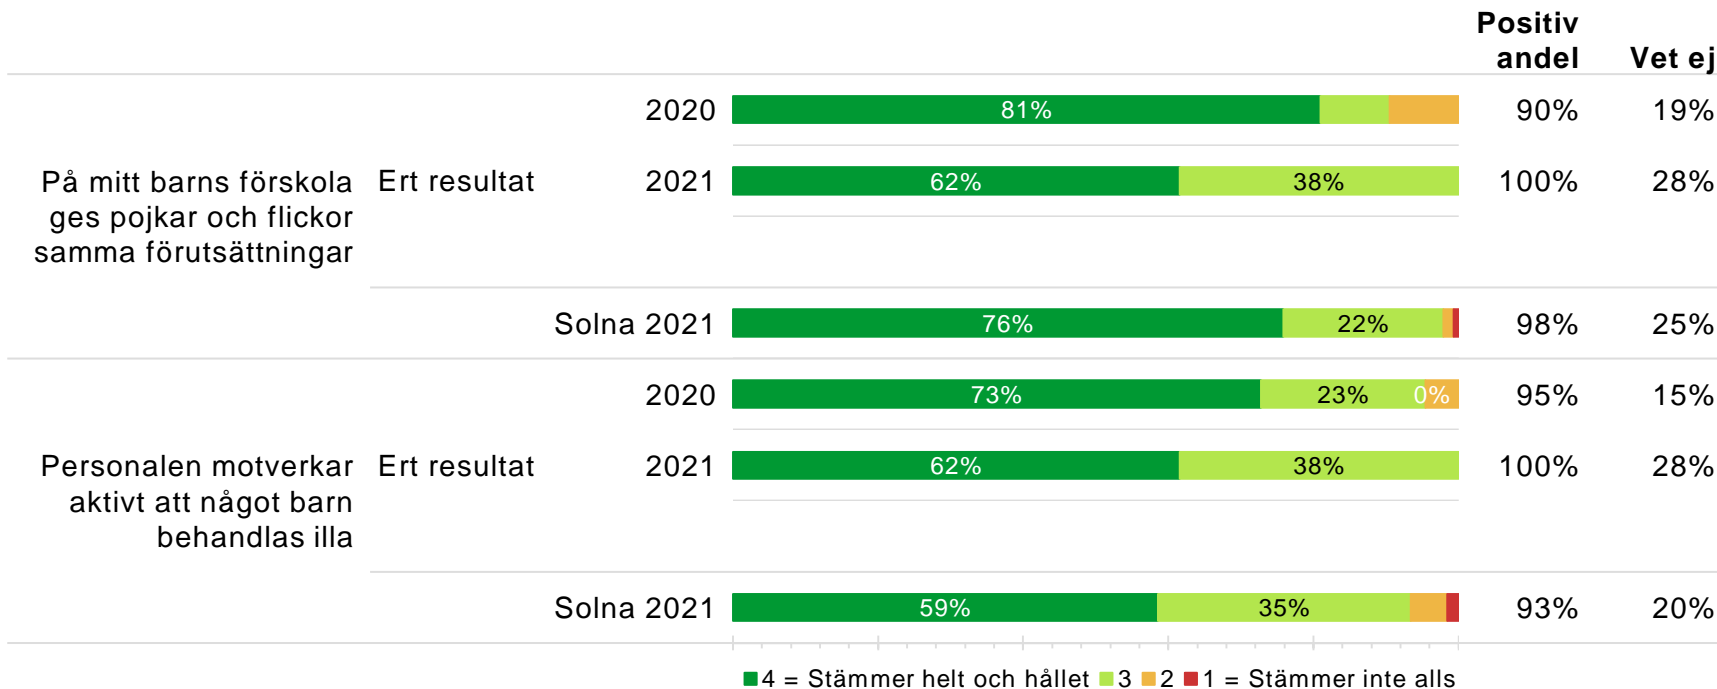 Positiv
andel
Vet ej
2020 81% 90% 19%
På mitt barns förskola
ges pojkar och flickor
samma förutsättningar
Ert resultat 2021 62% 38% 100% 28%
Solna 2021 76% 22% 98% 25%
2020 73% 23% 0% 95% 15%
Personalen motverkar
aktivt att något barn
behandlas illa
Ert resultat 2021 62% 38% 100% 28%
Solna 2021 59% 35% 93% 20%
4 = Stämmer helt och hållet 3 2 1 = Stämmer inte alls